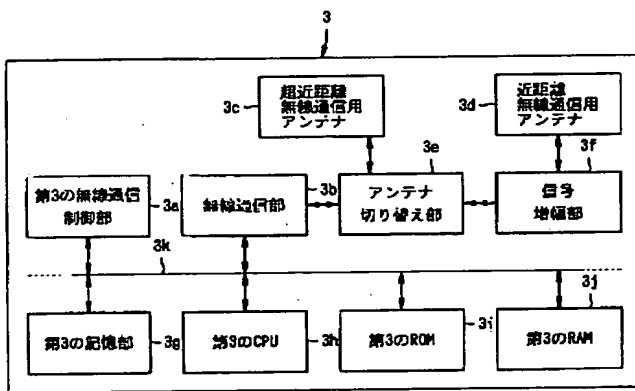 3
超近距離
無線通信用
アンテナ
3c
近距離
無線通信用
アンテナ
3d
3e
3f
第3の無線通信
制御部
3a
無線通信部
3b
アンテナ
切り替え部
信号
増幅部
3k
3j
第3の記憶部
3g
第3のCPU
3h
第3のROM
3i
第3のRAM